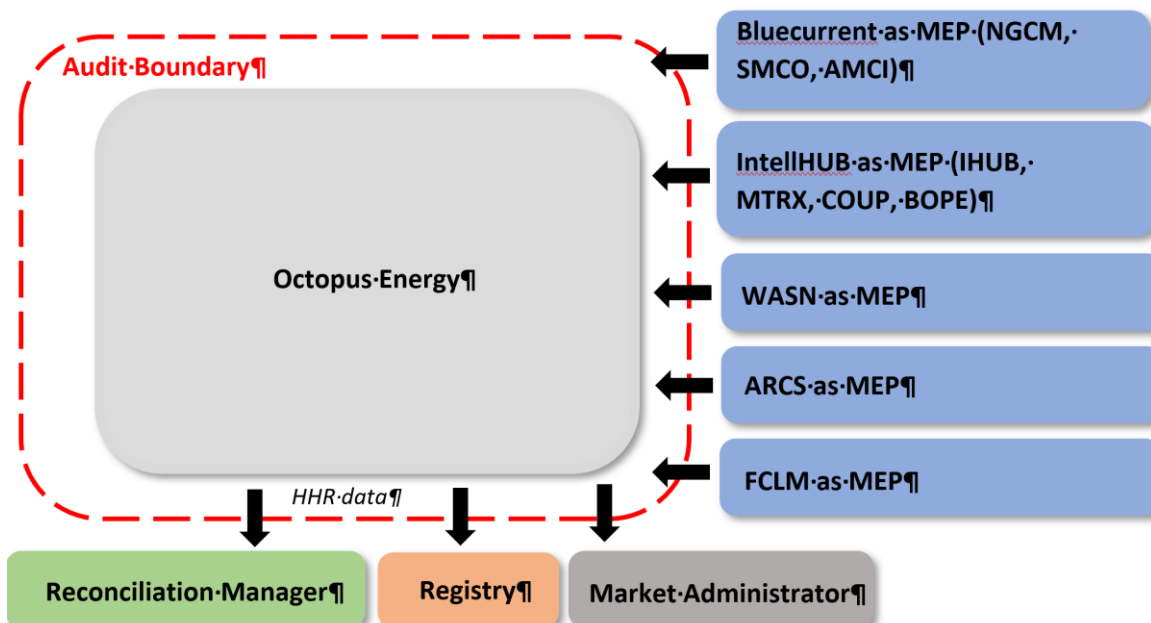 Audit·Boundary¶
Octopus·Energy¶
HHR·data¶
Bluecurrent·as·MEP·(NGCM,·
SMCO,·AMCI)¶
IntellHUB·as·MEP·(IHUB,·
MTRX,·COUP,·BOPE)¶
WASN·as·MEP¶
ARCS·as·MEP¶
FCLM·as·MEP¶
Reconciliation·Manager¶
Registry¶
Market·Administrator¶